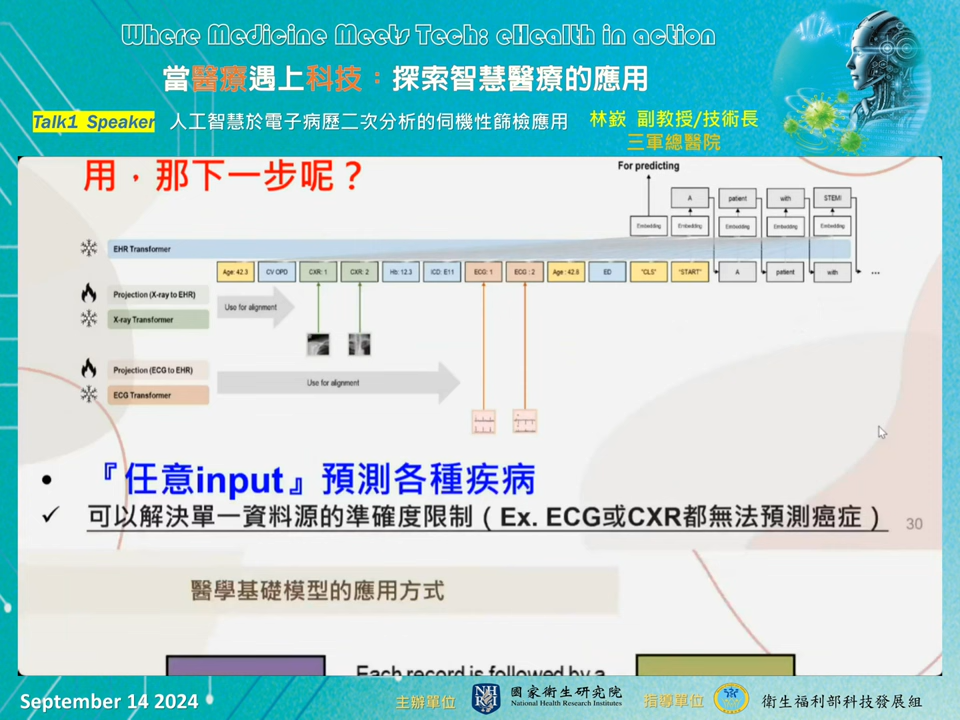 Where Medicine Meets Tech: eHealth in action
當醫療遇上科技：探索智慧醫療的應用
Talk1 Speaker 人工智慧於電子病歷二次分析的伺機性篩檢應用 林嶔 副教授/技術長
三軍總醫院
用，那下一步呢？
For predicting
A patient with STEMI
Embedding Embedding Embedding Embedding Embedding
EHR Transformer
Age: 42.3 CV OPD CXR: 1 CXR: 2 Hb: 12.3 ICD: E11 ECG: 1 ECG: 2 Age: 42.8 ED "CLS" "START" A patient with ...
Projection (X-ray to EHR)
Use for alignment
X-ray Transformer
Projection (ECG to EHR)
Use for alignment
ECG Transformer
• 『任意input』預測各種疾病
✓ 可以解決單一資料源的準確度限制（Ex. ECG或CXR都無法預測癌症）
30
醫學基礎模型的應用方式
Each record is followed by a
September 14 2024 主辦單位 NHRI 國家衛生研究院 指導單位 衛生福利部科技發展組
National Health Research Institutes